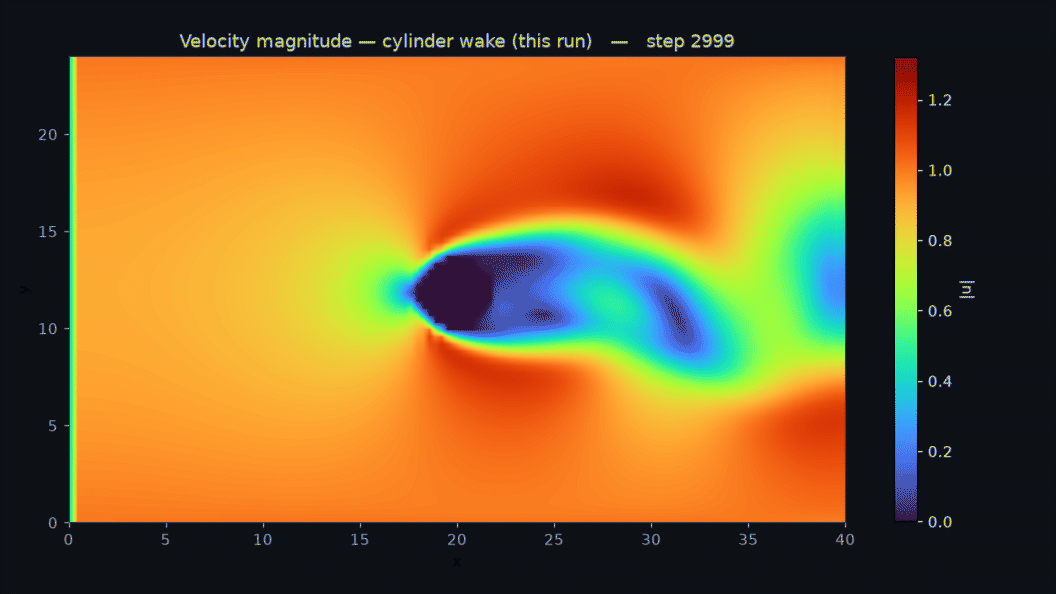 Velocity magnitude — cylinder wake (this run) — step 2999
20
15
10
5
0
y
0 5 10 15 20 25 30 35 40
x
1.2
1.0
0.8
0.6
0.4
0.2
0.0
|u|